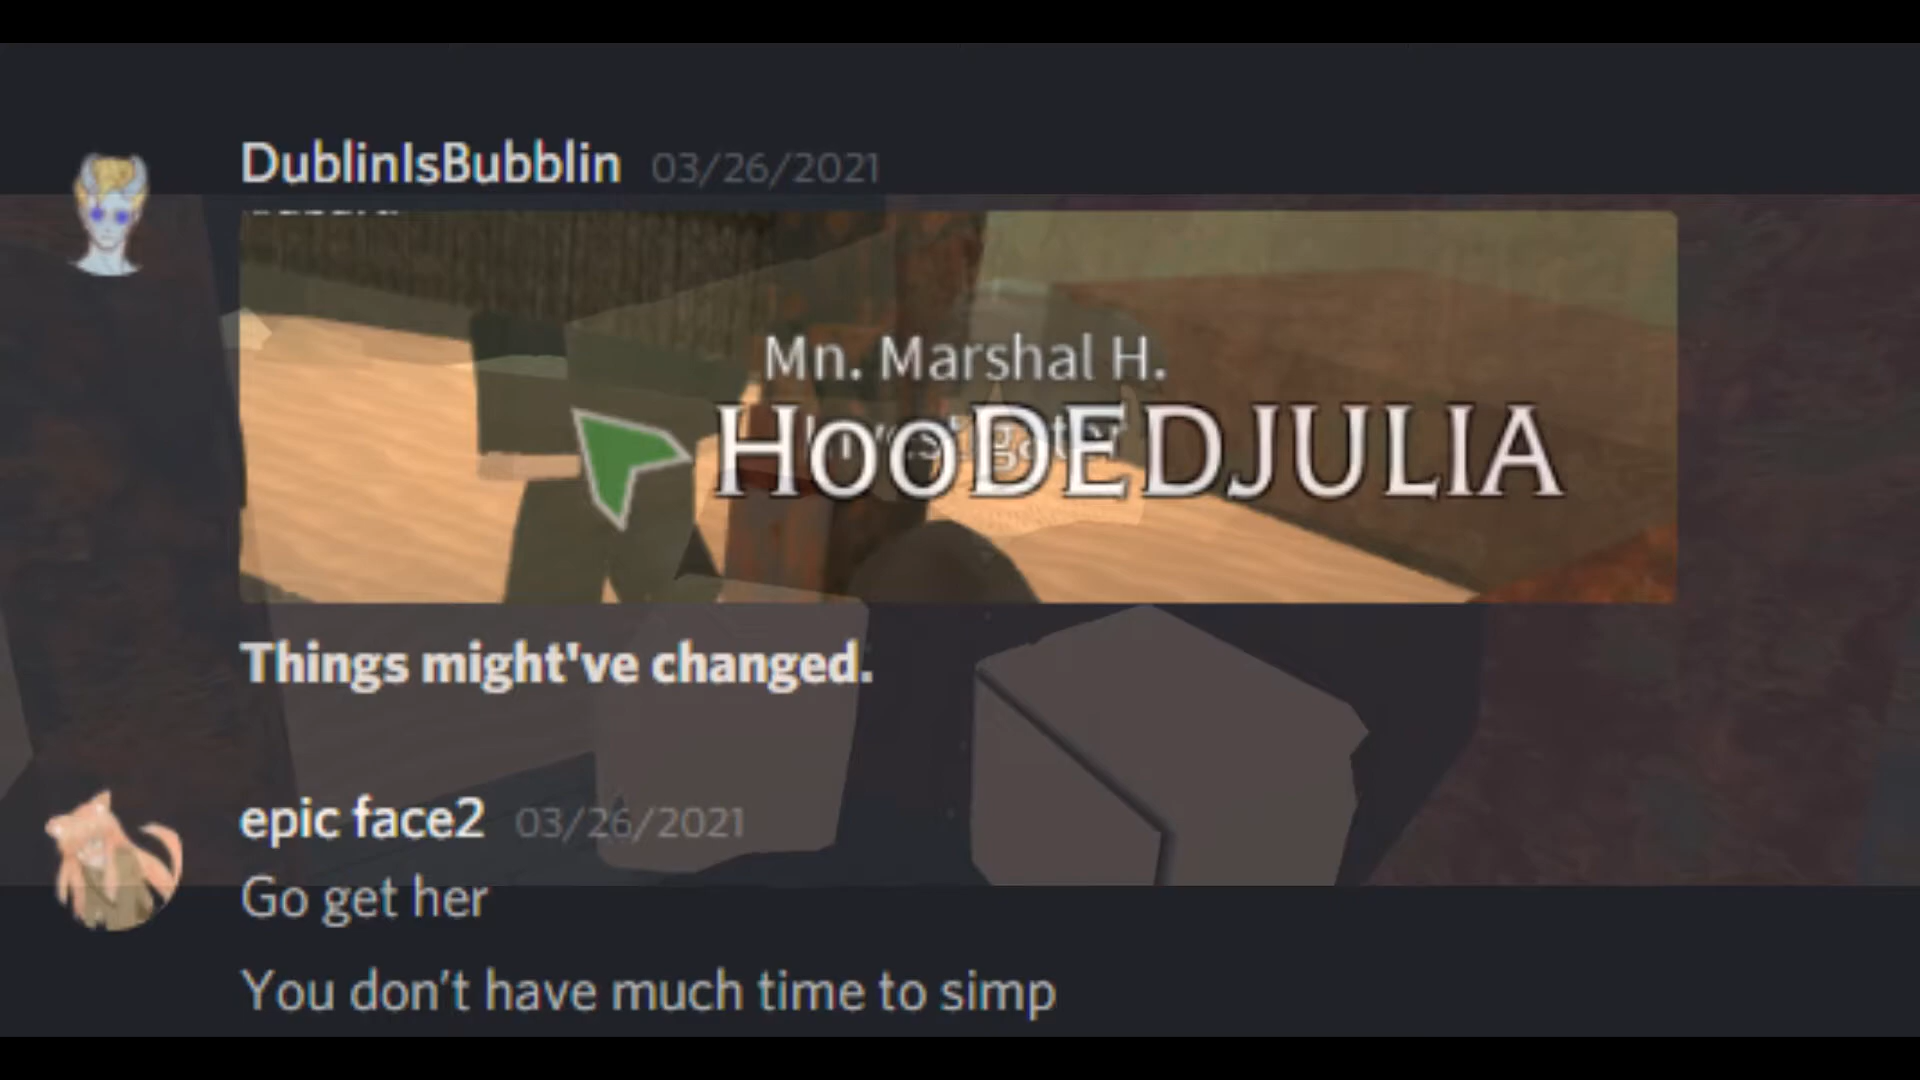 DublinIsBubblin 03/26/2021
Mn. Marshal H.
Investigator
HooDEDJULIA
Things might've changed.
epic face2 03/26/2021
Go get her
You don't have much time to simp